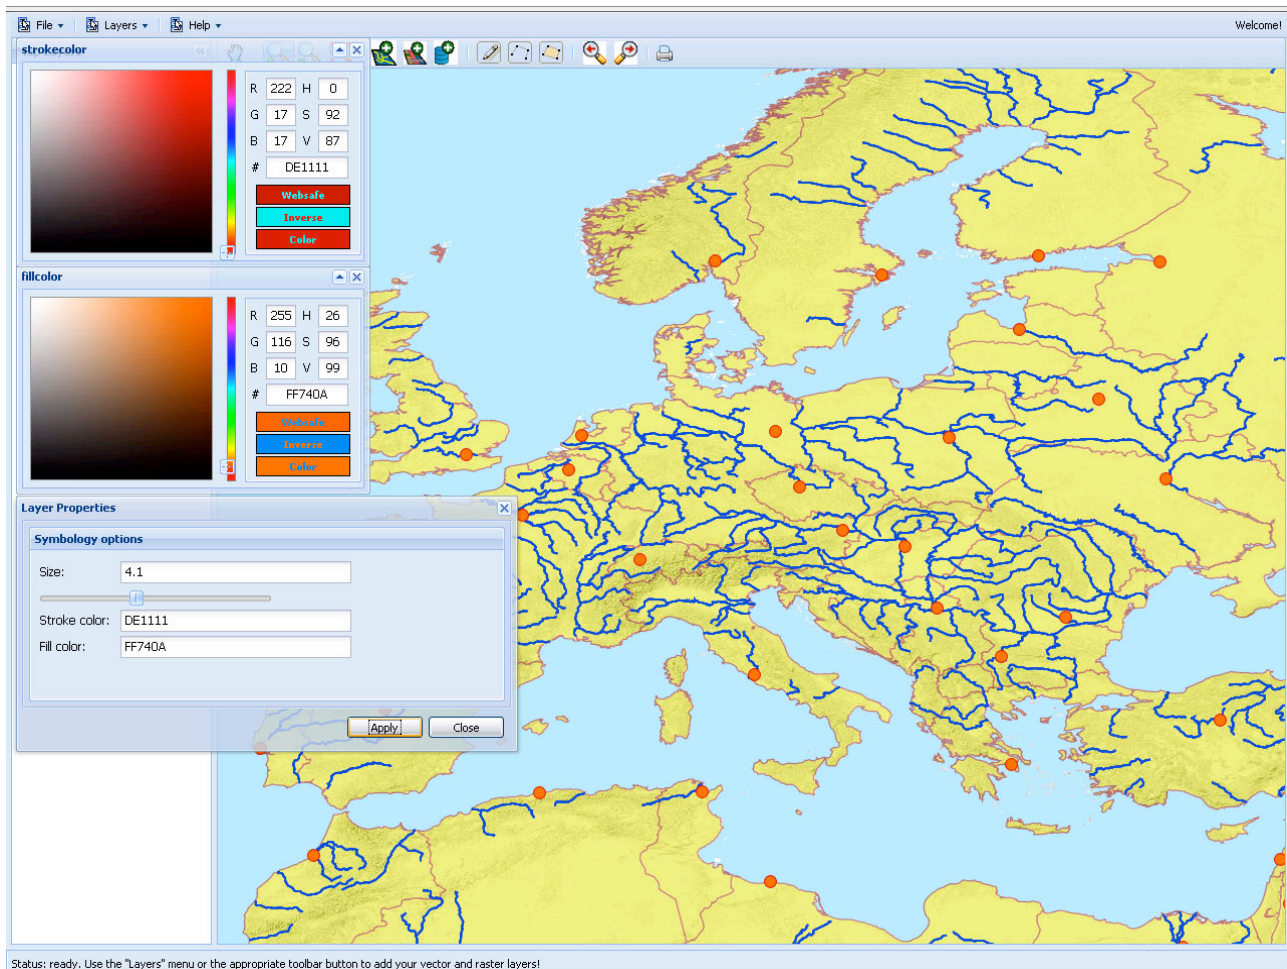 File Layers Help Welcome!
strokecolor
R 222 H 0
G 17 S 92
B 17 V 87
# DE1111
Websafe
Inverse
Color
fillcolor
R 255 H 26
G 116 S 96
B 10 V 99
# FF740A
Websafe
Inverse
Color
Layer Properties
Symbology options
Size: 4.1
Stroke color: DE1111
Fill color: FF740A
Apply Close
Status: ready. Use the "Layers" menu or the appropriate toolbar button to add your vector and raster layers!